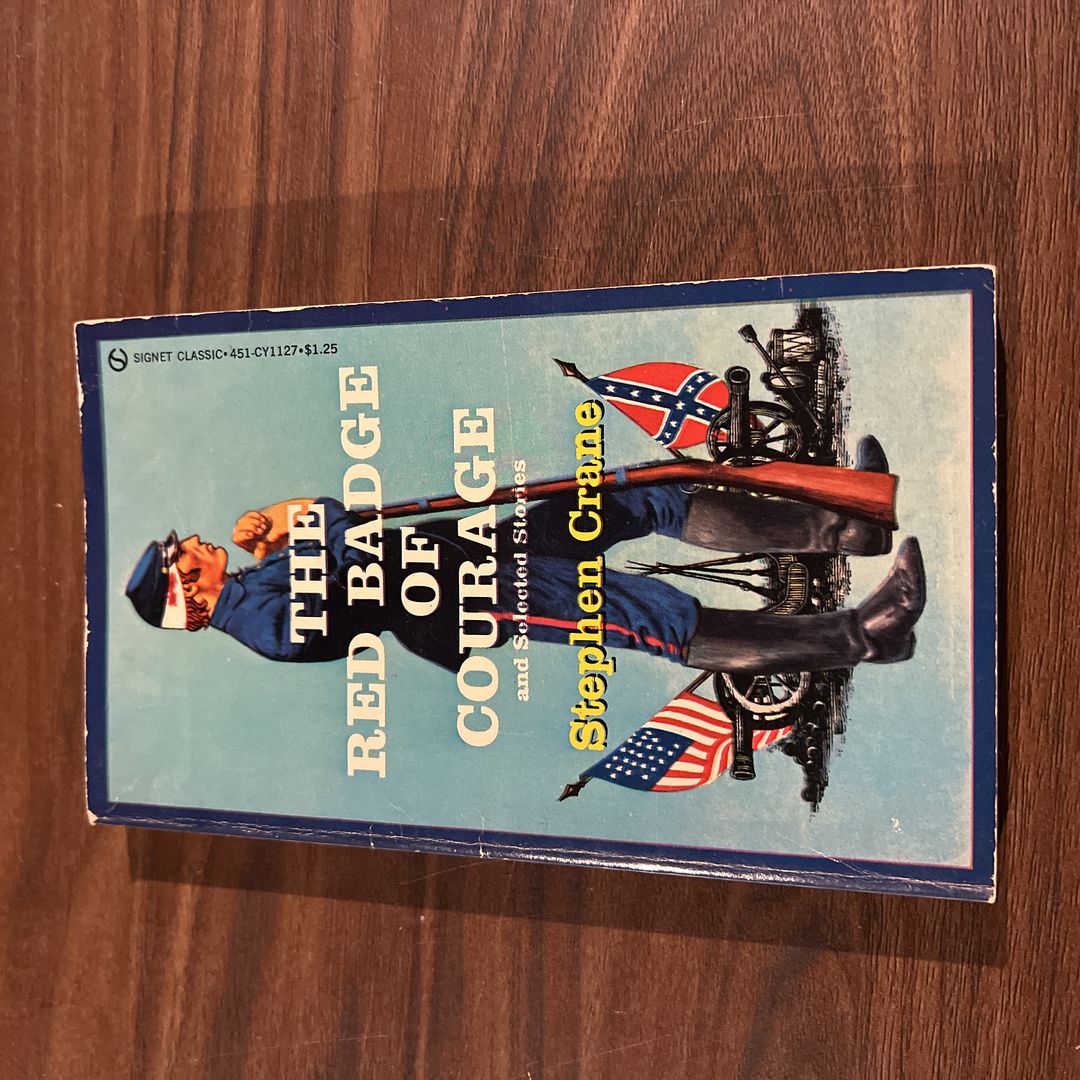 SIGNET CLASSIC•451-CY1127•$1.25
THE
RED BADGE
OF
COURAGE
and Selected Stories
Stephen Crane